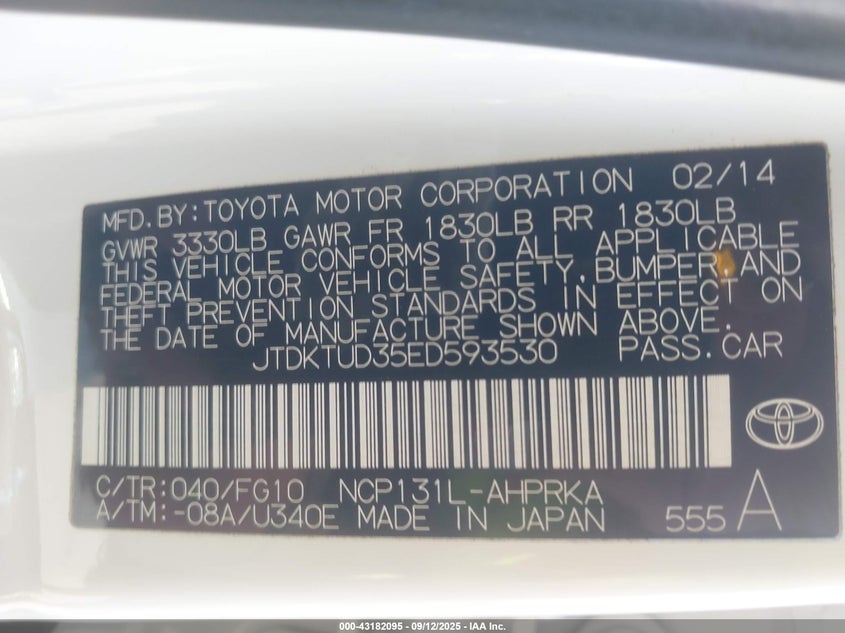 MFD.BY:TOYOTA MOTOR CORPORATION 02/14
GVWR 3330LB GAWR FR 1830LB RR 1830LB
THIS VEHICLE CONFORMS TO ALL APPLICABLE
FEDERAL MOTOR VEHICLE SAFETY, BUMPER, AND
THEFT PREVENTION STANDARDS IN EFFECT ON
THE DATE OF MANUFACTURE SHOWN ABOVE.
JTDKTUD35ED593530 PASS.CAR
C/TR:040/FG10 NCP131L-AHPRKA
A/TM:-08A/U340E MADE IN JAPAN 555 A
000-43182095 - 09/12/2025 - IAA Inc.